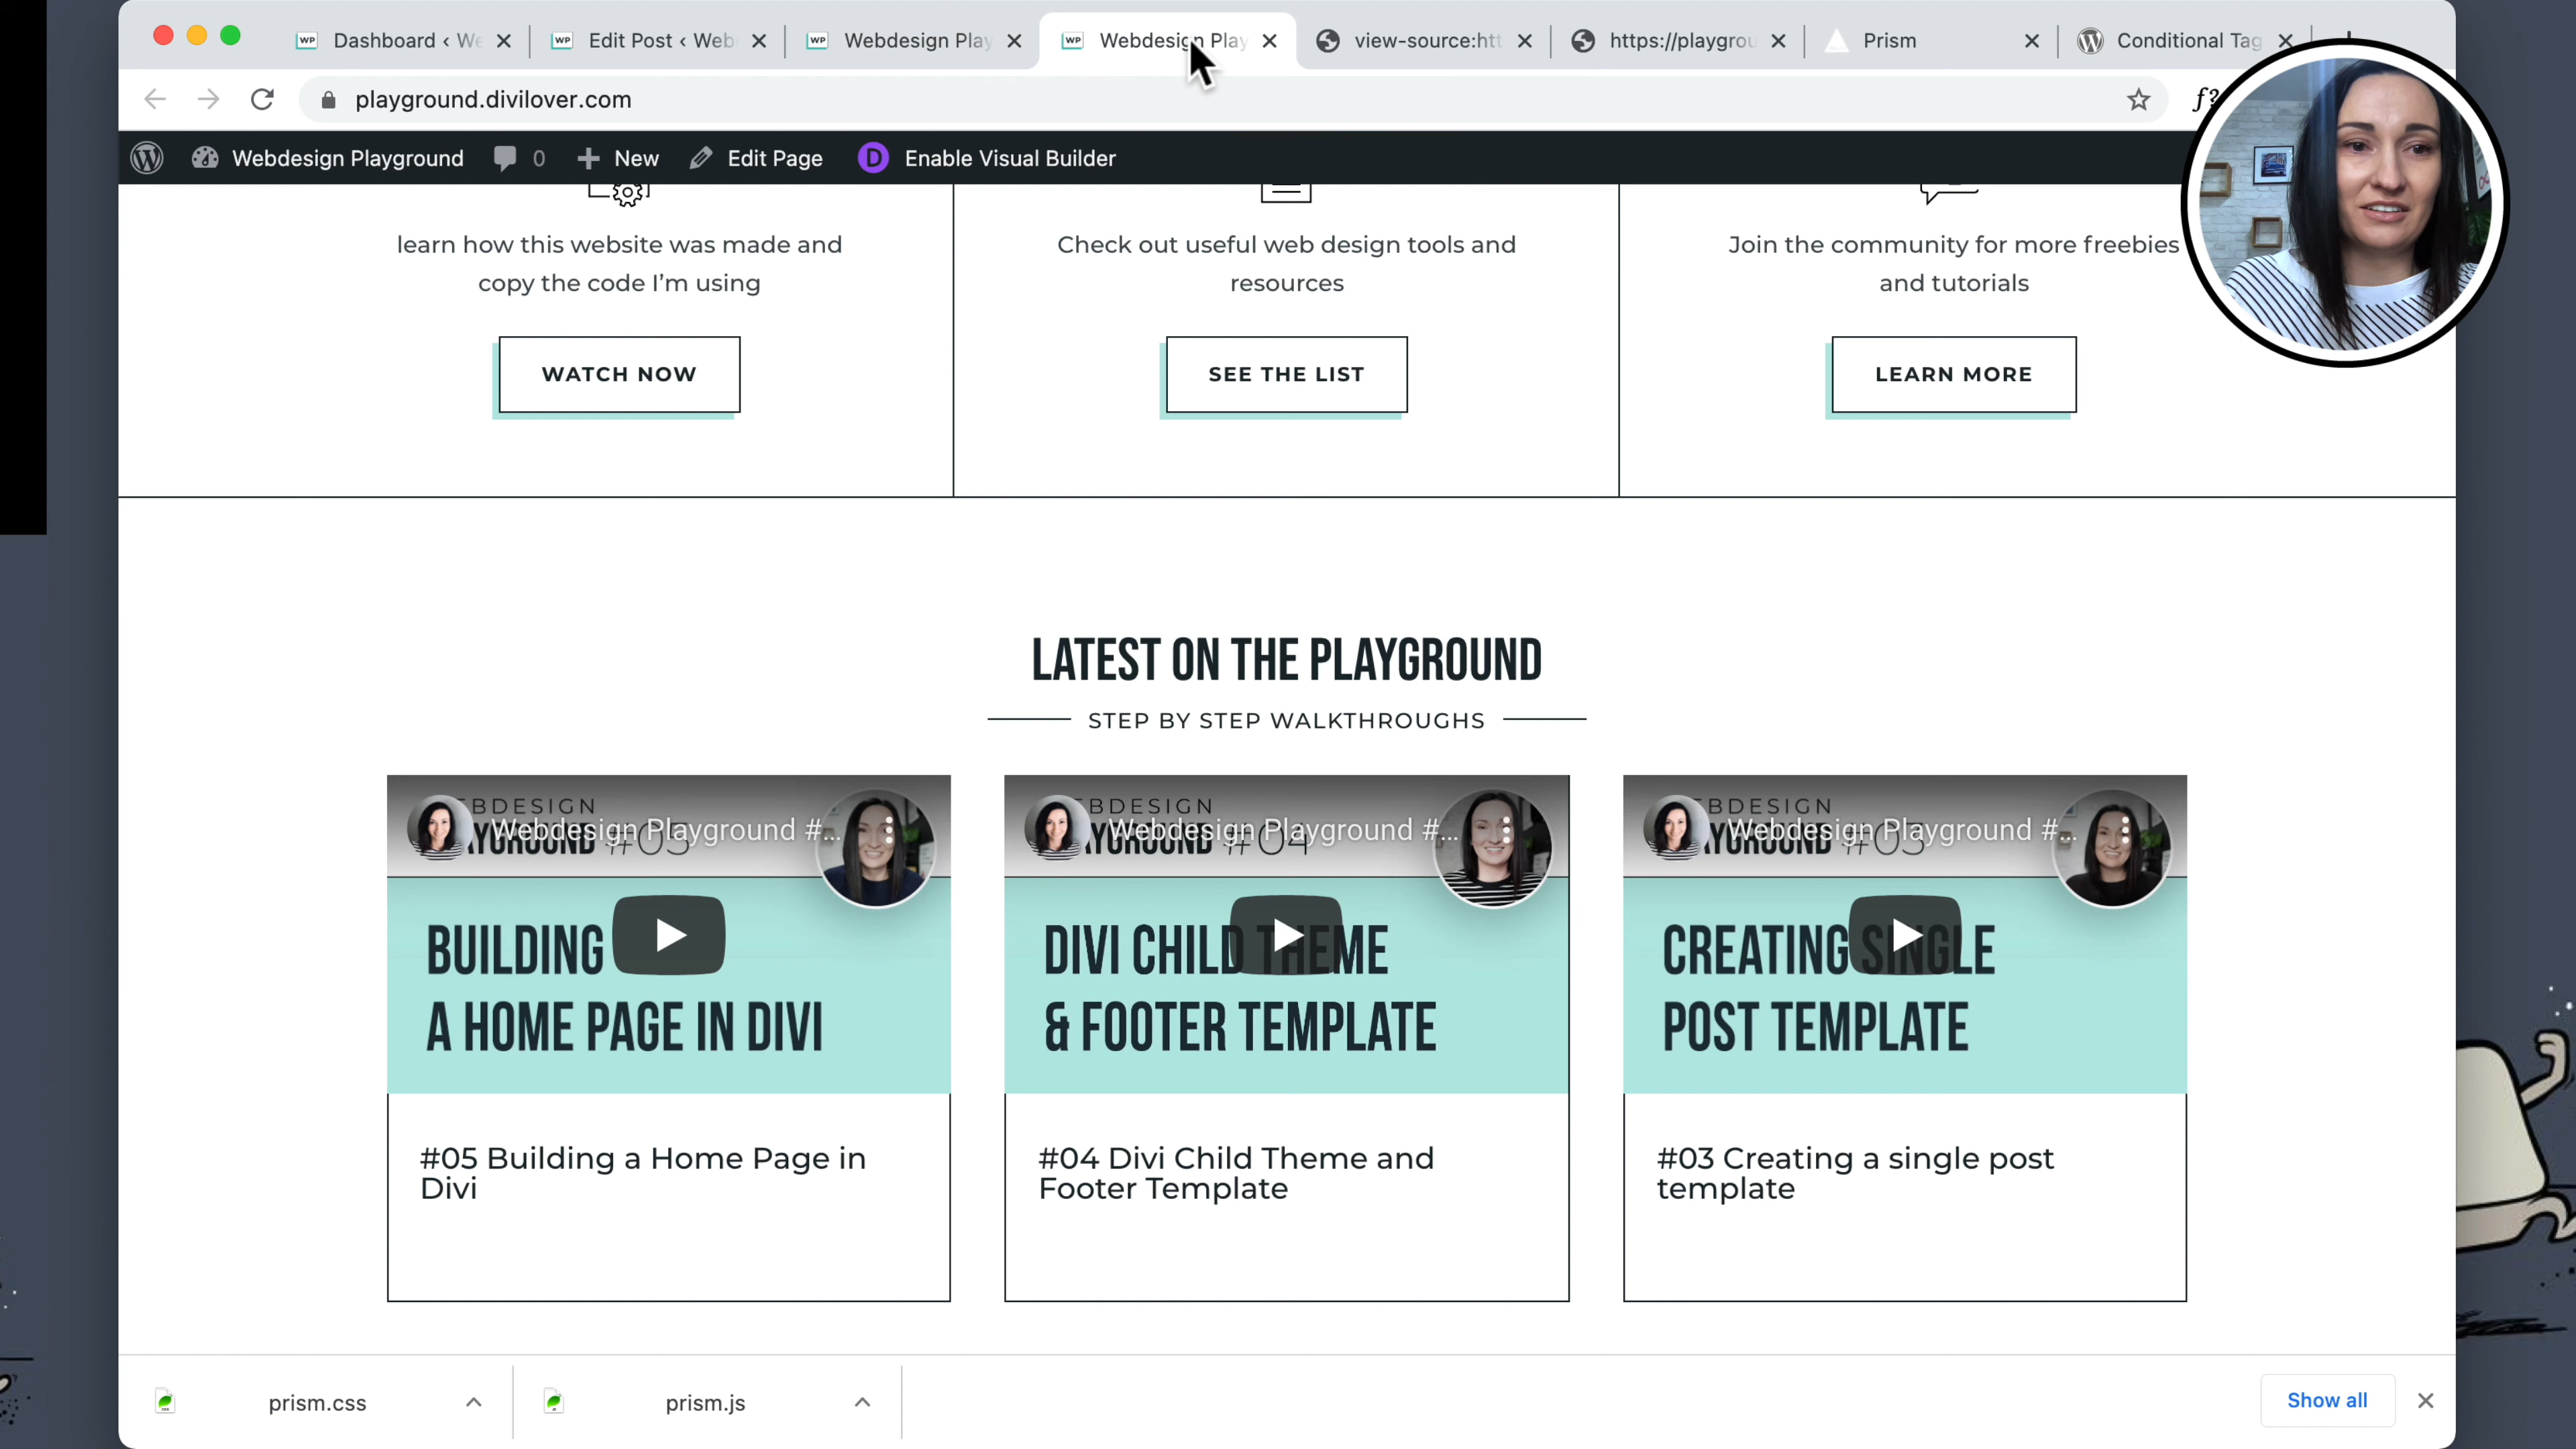 WP Dashboard ‹ We
WP Edit Post ‹ Web
WP Webdesign Play
WP Webdesign Play
view-source:htt
https://playgrou
Prism
Conditional Tag
playground.divilover.com
f?
Webdesign Playground 0 New Edit Page D Enable Visual Builder
learn how this website was made and
copy the code I'm using
WATCH NOW
Check out useful web design tools and
resources
SEE THE LIST
Join the community for more freebies
and tutorials
LEARN MORE
LATEST ON THE PLAYGROUND
STEP BY STEP WALKTHROUGHS
Webdesign Playground #...
BUILDING
A HOME PAGE IN DIVI
#05 Building a Home Page in
Divi
Webdesign Playground #...
DIVI CHILD THEME
& FOOTER TEMPLATE
#04 Divi Child Theme and
Footer Template
Webdesign Playground #...
CREATING SINGLE
POST TEMPLATE
#03 Creating a single post
template
prism.css
prism.js
Show all